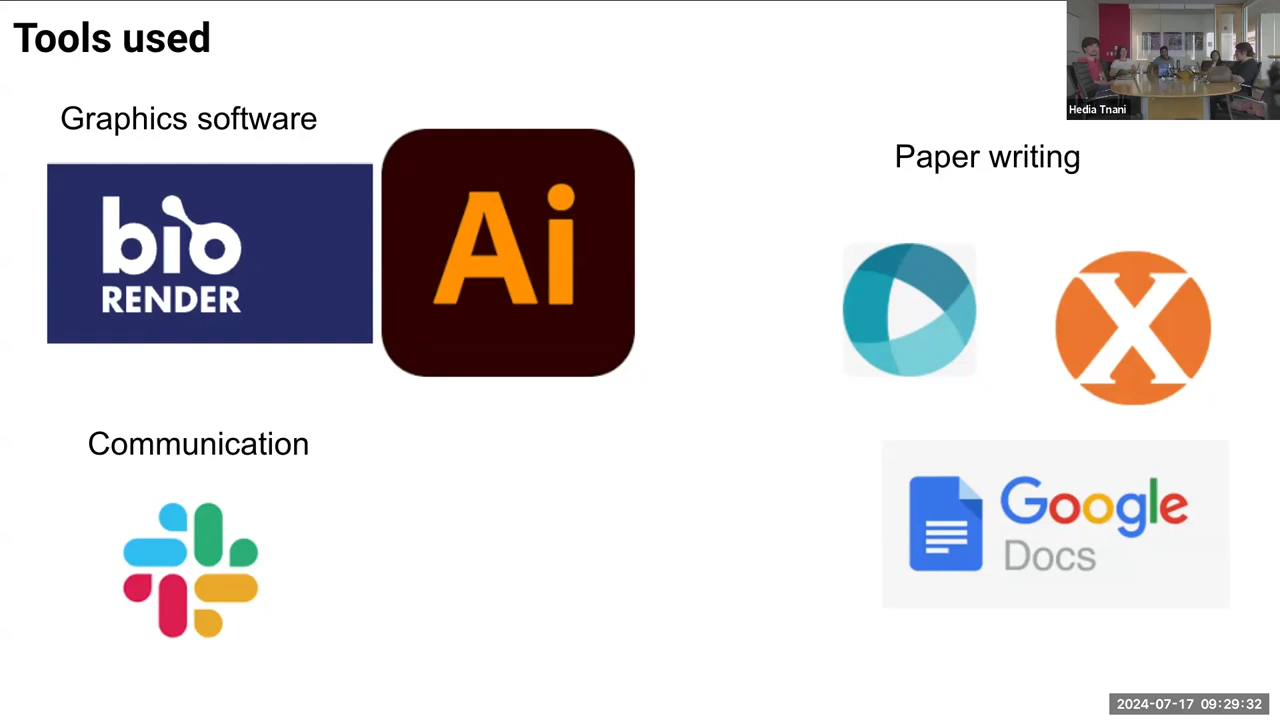 Tools used
Hedia Tnani
Graphics software
bio
RENDER
Ai
Paper writing
X
Google
Docs
Communication
2024-07-17 09:29:32